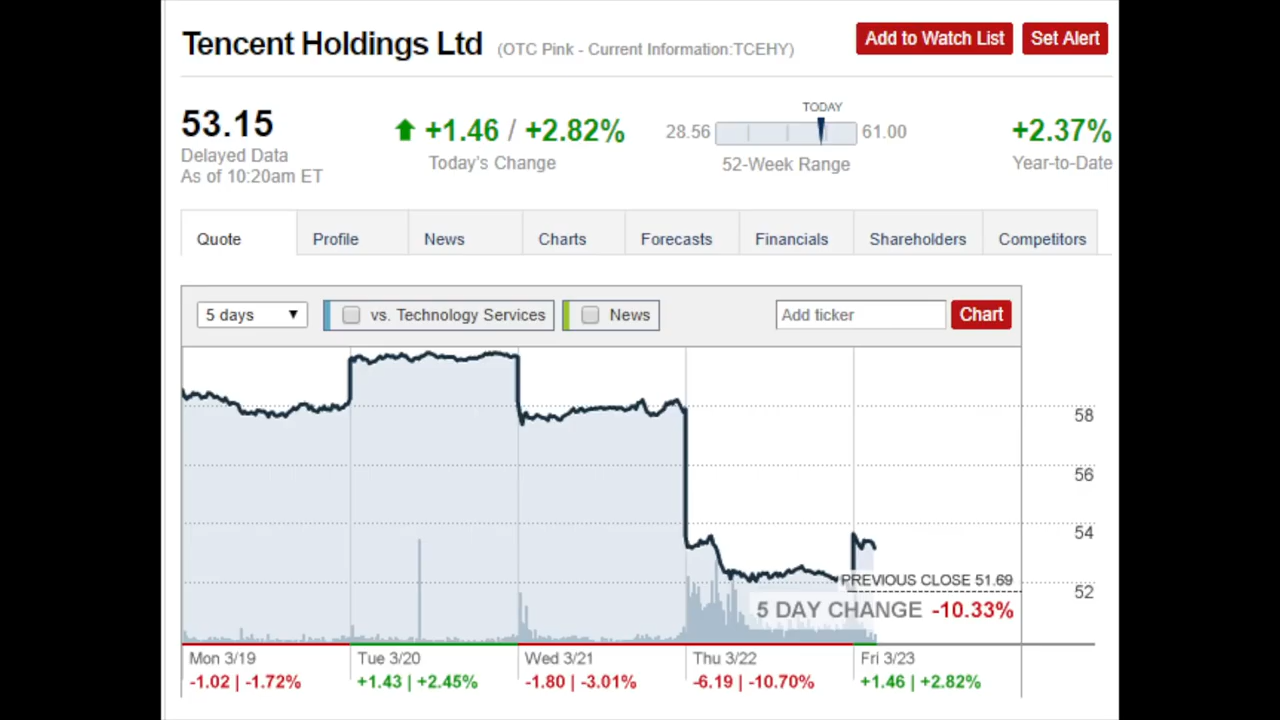 Tencent Holdings Ltd (OTC Pink - Current Information:TCEHY)
Add to Watch List Set Alert
53.15
Delayed Data
As of 10:20am ET
+1.46 / +2.82%
Today's Change
TODAY
28.56 61.00
52-Week Range
+2.37%
Year-to-Date
Quote Profile News Charts Forecasts Financials Shareholders Competitors
5 days vs. Technology Services News Add ticker Chart
58
56
54
52
PREVIOUS CLOSE 51.69
5 DAY CHANGE -10.33%
Mon 3/19 Tue 3/20 Wed 3/21 Thu 3/22 Fri 3/23
-1.02 | -1.72% +1.43 | +2.45% -1.80 | -3.01% -6.19 | -10.70% +1.46 | +2.82%